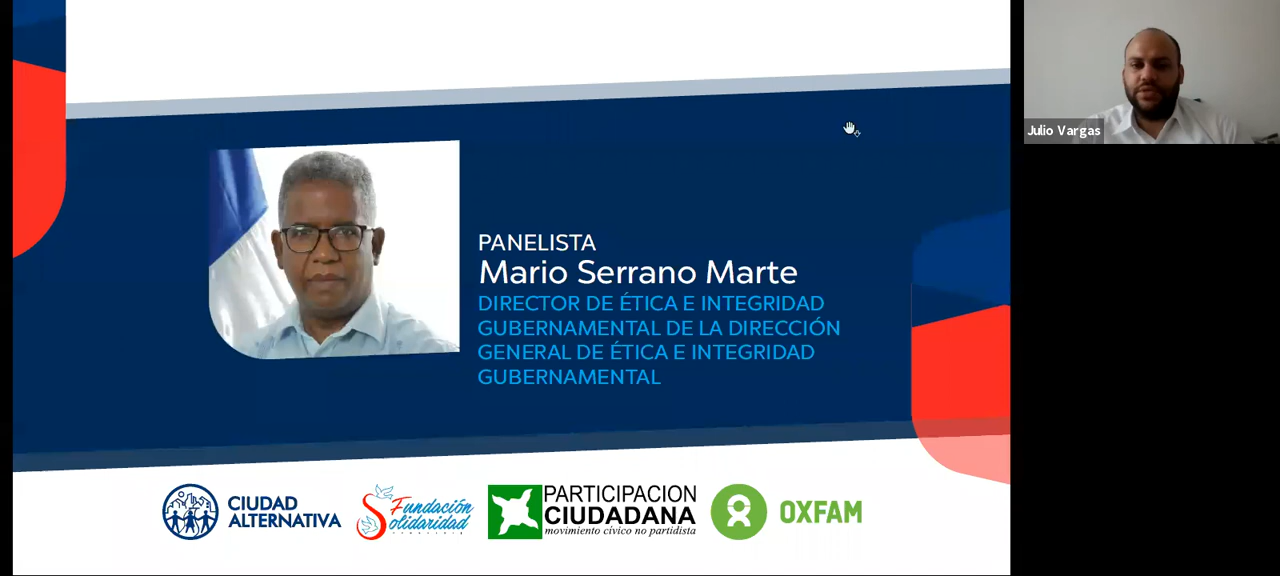 PANELISTA
Mario Serrano Marte
DIRECTOR DE ÉTICA E INTEGRIDAD
GUBERNAMENTAL DE LA DIRECCIÓN
GENERAL DE ÉTICA E INTEGRIDAD
GUBERNAMENTAL
Julio Vargas
CIUDAD
ALTERNATIVA
Fundación
Solidaridad
PARTICIPACION
CIUDADANA
movimiento cívico no partidista
OXFAM